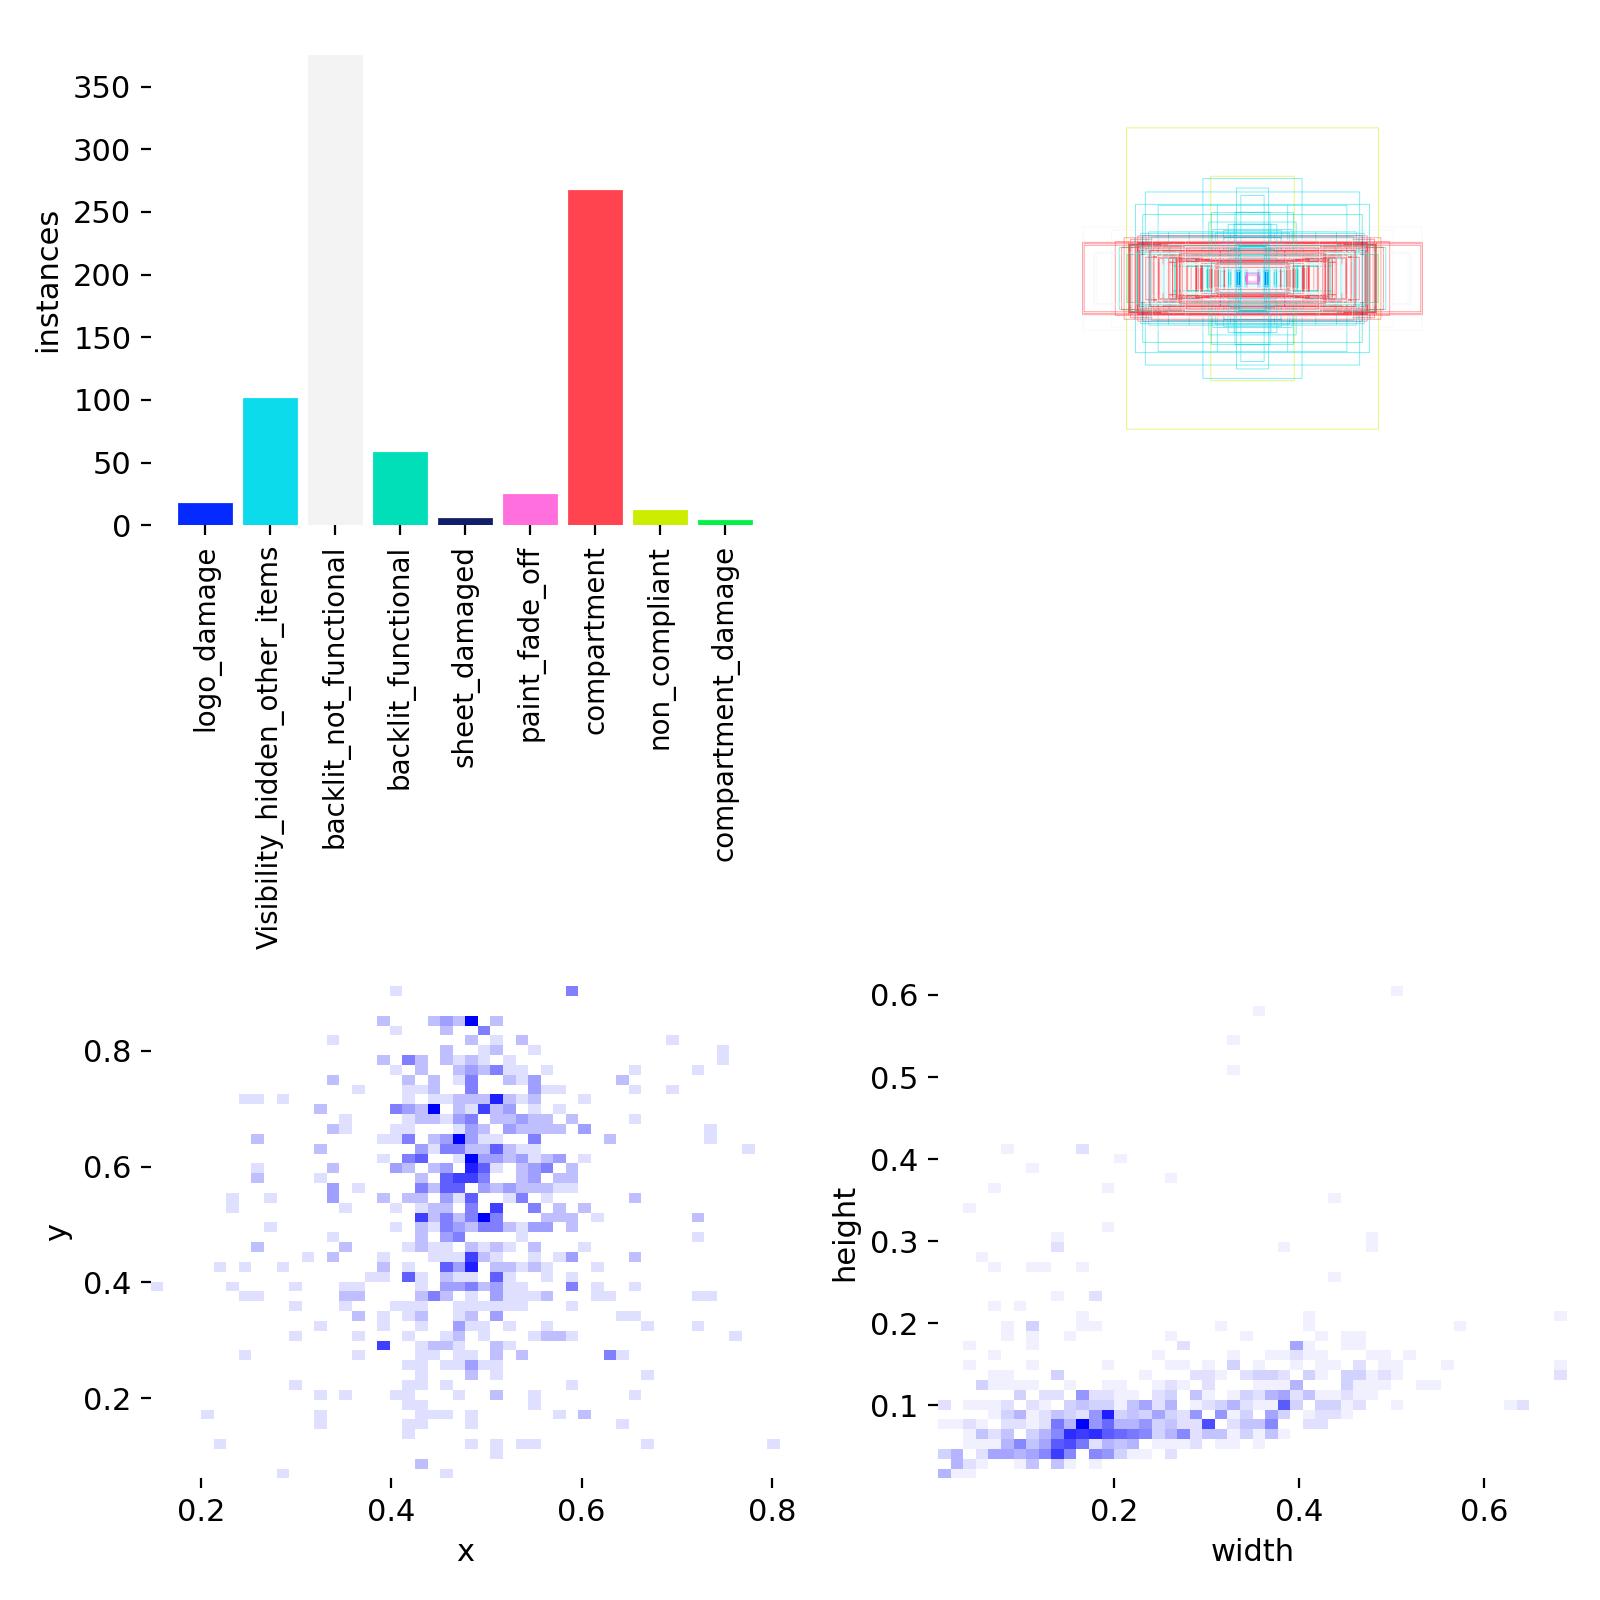 350
300
250
200
150
100
50
0
instances
logo_damage
Visibility_hidden_other_items
backlit_not_functional
backlit_functional
sheet_damaged
paint_fade_off
compartment
non_compliant
compartment_damage
0.8
0.6
0.4
0.2
y
0.2 0.4 0.6 0.8
x
0.6
0.5
0.4
0.3
0.2
0.1
height
0.2 0.4 0.6
width